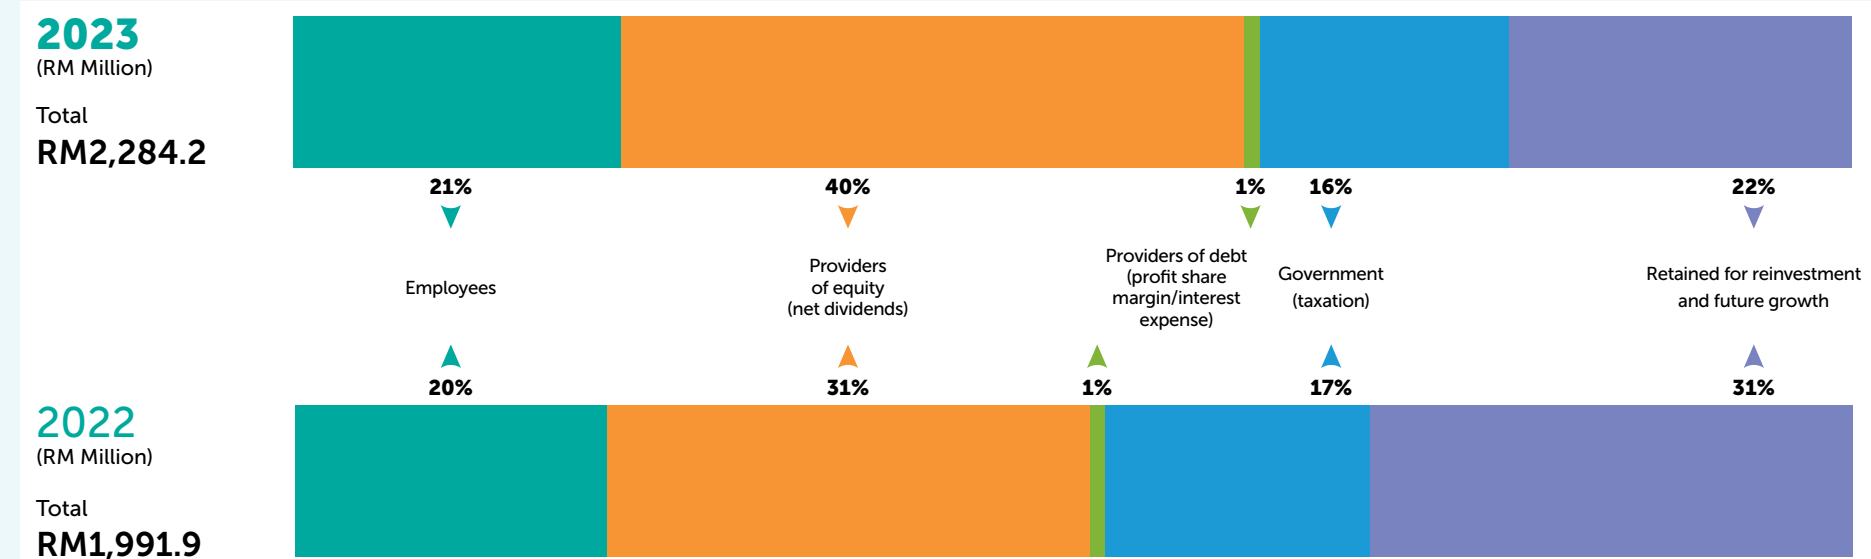 2023
(RM Million)
Total
RM2,284.2
21%
40%
1%
16%
22%
Employees
Providers
of equity
(net dividends)
Providers of debt
(profit share
margin/interest
expense)
Government
(taxation)
Retained for reinvestment
and future growth
20%
31%
1%
17%
31%
2022
(RM Million)
Total
RM1,991.9